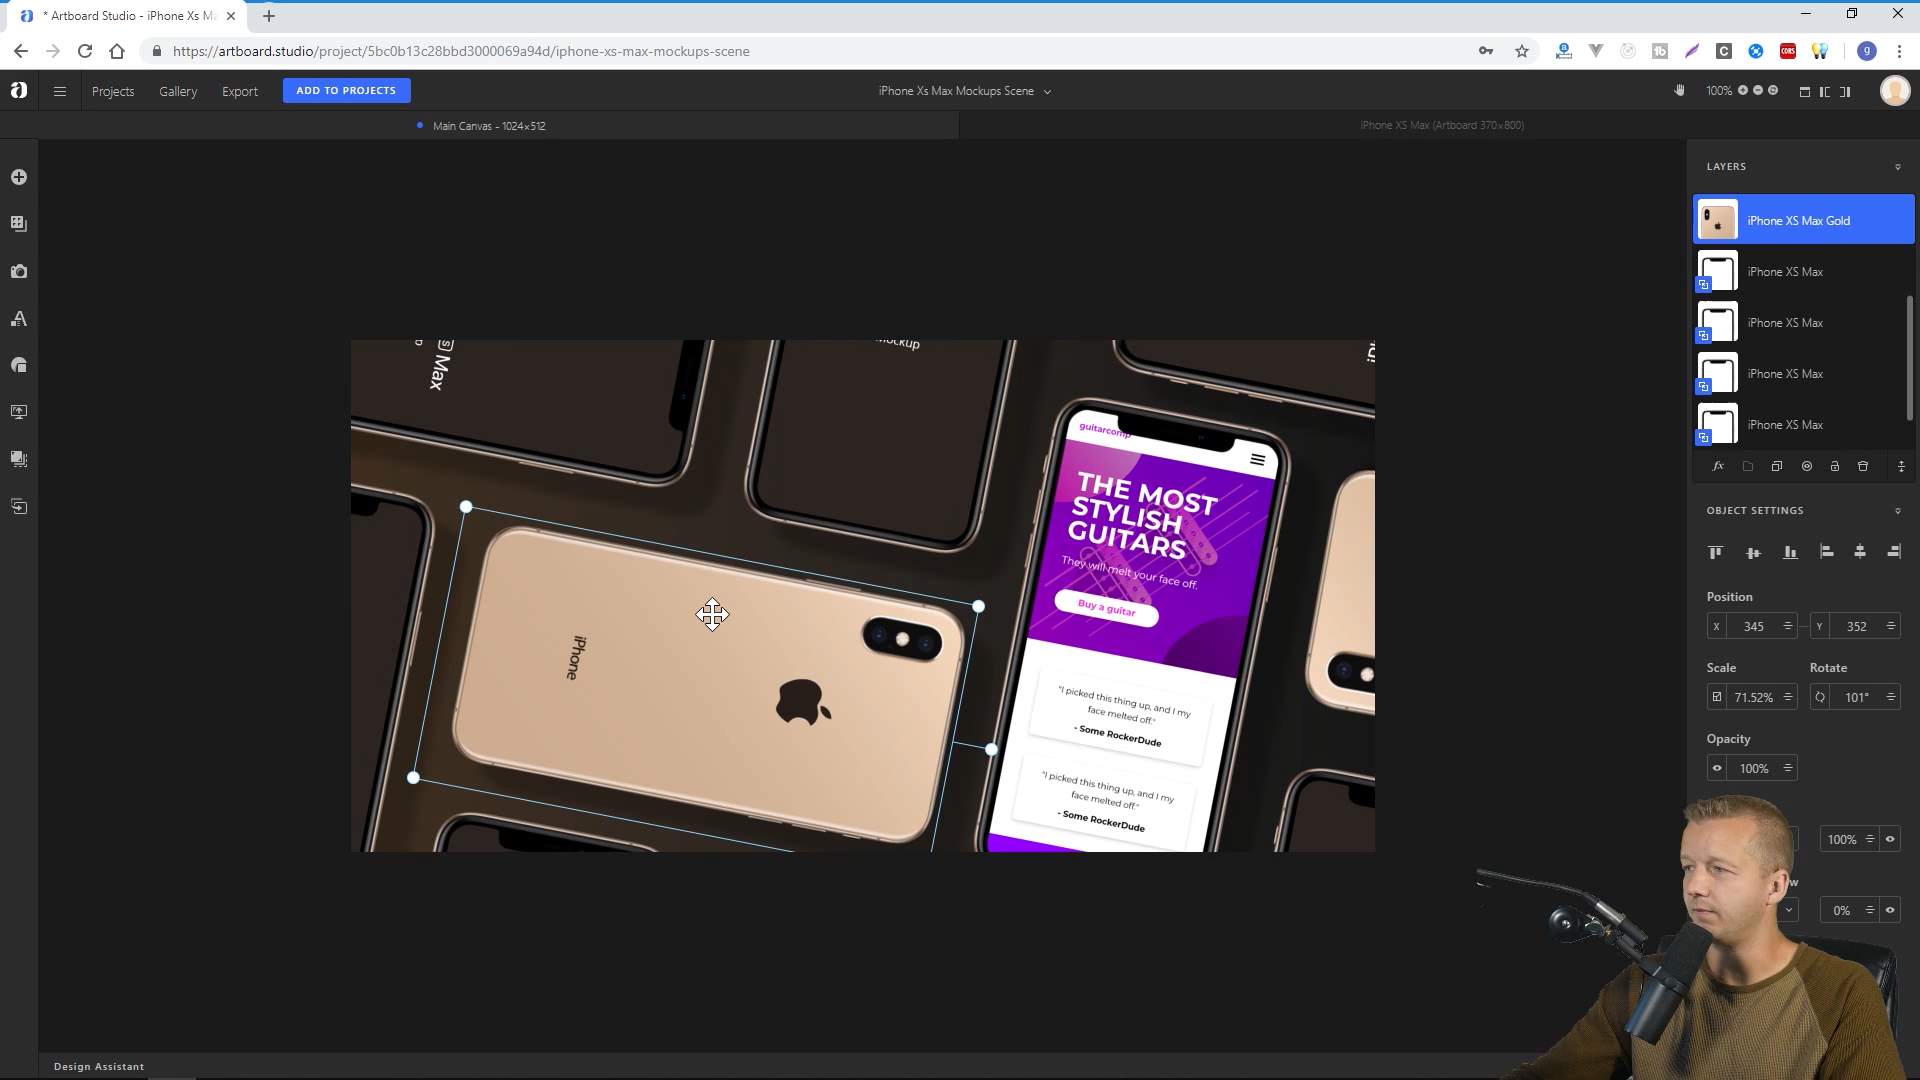 * Artboard Studio - iPhone Xs Ma
https://artboard.studio/project/5bc0b13c28bbd3000069a94d/iphone-xs-max-mockups-scene
g
Projects
Gallery
Export
ADD TO PROJECTS
iPhone Xs Max Mockups Scene
100%
Main Canvas - 1024×512
iPhone XS Max (Artboard 370×800)
LAYERS
iPhone XS Max Gold
iPhone XS Max
iPhone XS Max
iPhone XS Max
iPhone XS Max
fx
OBJECT SETTINGS
Position
X 345
Y 352
Scale
Rotate
71.52%
101°
Opacity
100%
100%
0%
Max
guitarcomp
THE MOST
STYLISH
GUITARS
They will melt your face off.
Buy a guitar
"I picked this thing up, and I my
face melted off."
- Some RockerDude
"I picked this thing up, and I my
face melted off."
- Some RockerDude
iPhone
Design Assistant